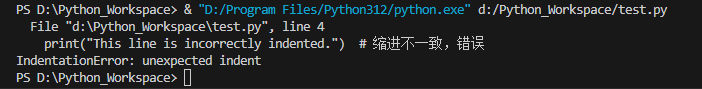 PS D:\Python_Workspace> & "D:/Program Files/Python312/python.exe" d:/Python_Workspace/test.py
  File "d:\Python_Workspace\test.py", line 4
    print("This line is incorrectly indented.")  # 缩进不一致，错误
IndentationError: unexpected indent
PS D:\Python_Workspace>